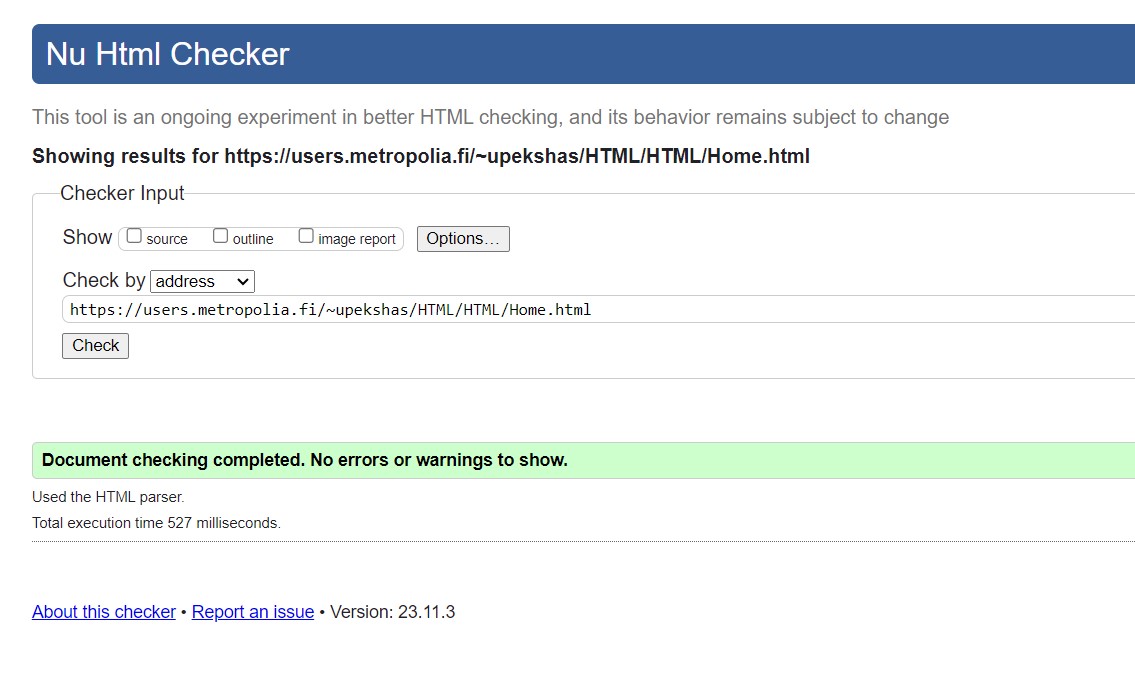 Nu Html Checker
This tool is an ongoing experiment in better HTML checking, and its behavior remains subject to change
Showing results for https://users.metropolia.fi/~upekshas/HTML/HTML/Home.html
Checker Input
Show source outline image report Options...
Check by address
https://users.metropolia.fi/~upekshas/HTML/HTML/Home.html
Check
Document checking completed. No errors or warnings to show.
Used the HTML parser.
Total execution time 527 milliseconds.
About this checker • Report an issue • Version: 23.11.3